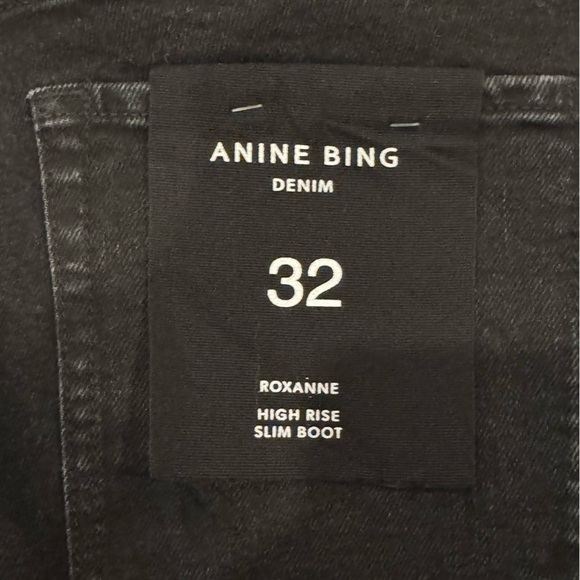 ANINE BING
DENIM
32
ROXANNE
HIGH RISE
SLIM BOOT